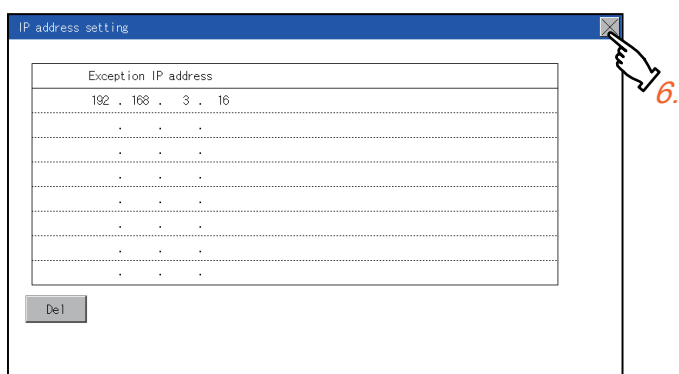 IP address setting
Exception IP address
192 . 168 . 3 . 16
. . .
. . .
. . .
. . .
. . .
. . .
. . .
Del
6.